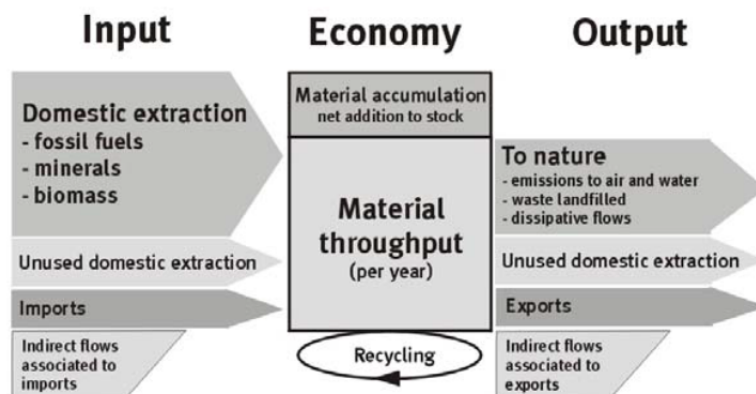 Input
Economy
Output
Domestic extraction
- fossil fuels
- minerals
- biomass
Unused domestic extraction
Imports
Indirect flows
associated to
imports
Material accumulation
net addition to stock
Material
throughput
(per year)
Recycling
To nature
- emissions to air and water
- waste landfilled
- dissipative flows
Unused domestic extraction
Exports
Indirect flows
associated to
exports